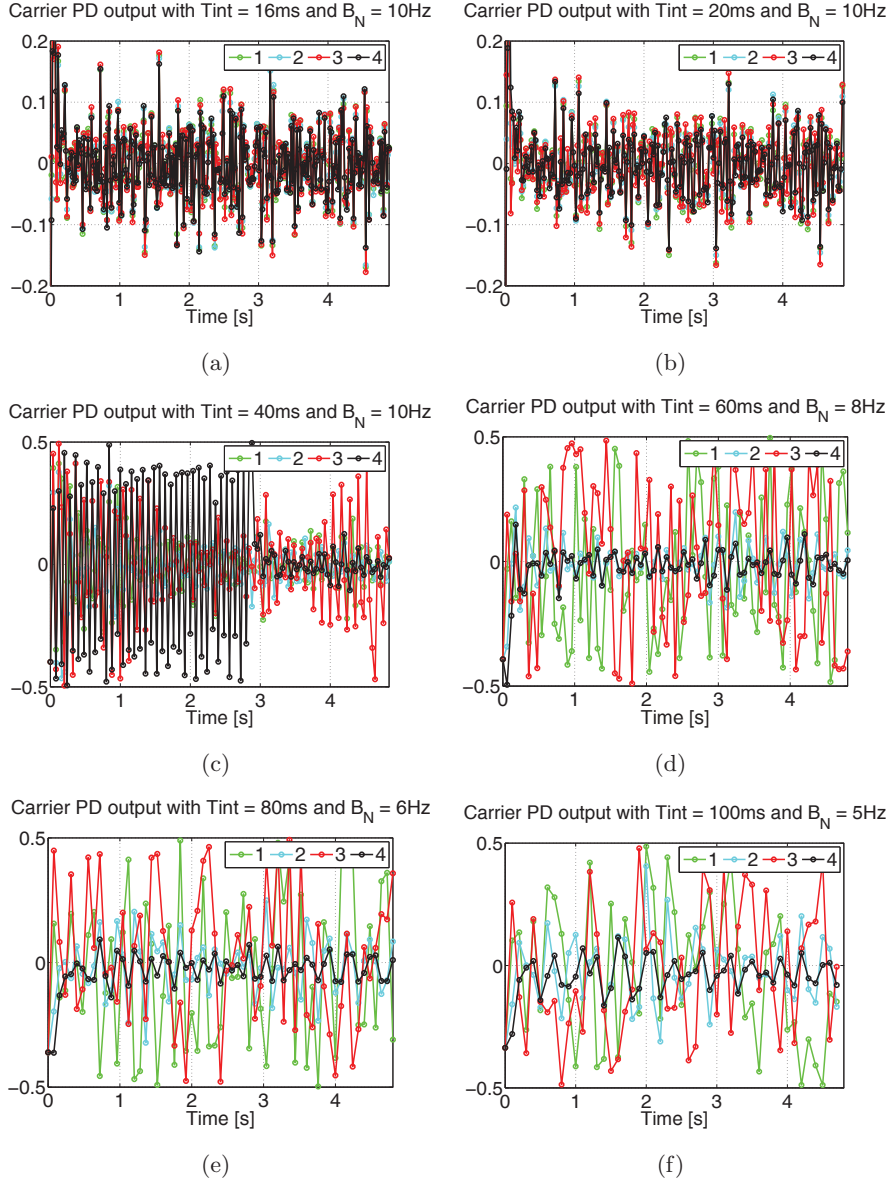 Carrier PD output with Tint = 16ms and B_N = 10Hz
0.2
0.1
0
−0.1
−0.2
1 2 3 4
0 1 2 3 4
Time [s]
(a)
Carrier PD output with Tint = 20ms and B_N = 10Hz
0.2
0.1
0
−0.1
−0.2
1 2 3 4
0 1 2 3 4
Time [s]
(b)
Carrier PD output with Tint = 40ms and B_N = 10Hz
0.5
0
−0.5
1 2 3 4
0 1 2 3 4
Time [s]
(c)
Carrier PD output with Tint = 60ms and B_N = 8Hz
0.5
0
−0.5
1 2 3 4
0 1 2 3 4
Time [s]
(d)
Carrier PD output with Tint = 80ms and B_N = 6Hz
0.5
0
−0.5
1 2 3 4
0 1 2 3 4
Time [s]
(e)
Carrier PD output with Tint = 100ms and B_N = 5Hz
0.5
0
−0.5
1 2 3 4
0 1 2 3 4
Time [s]
(f)